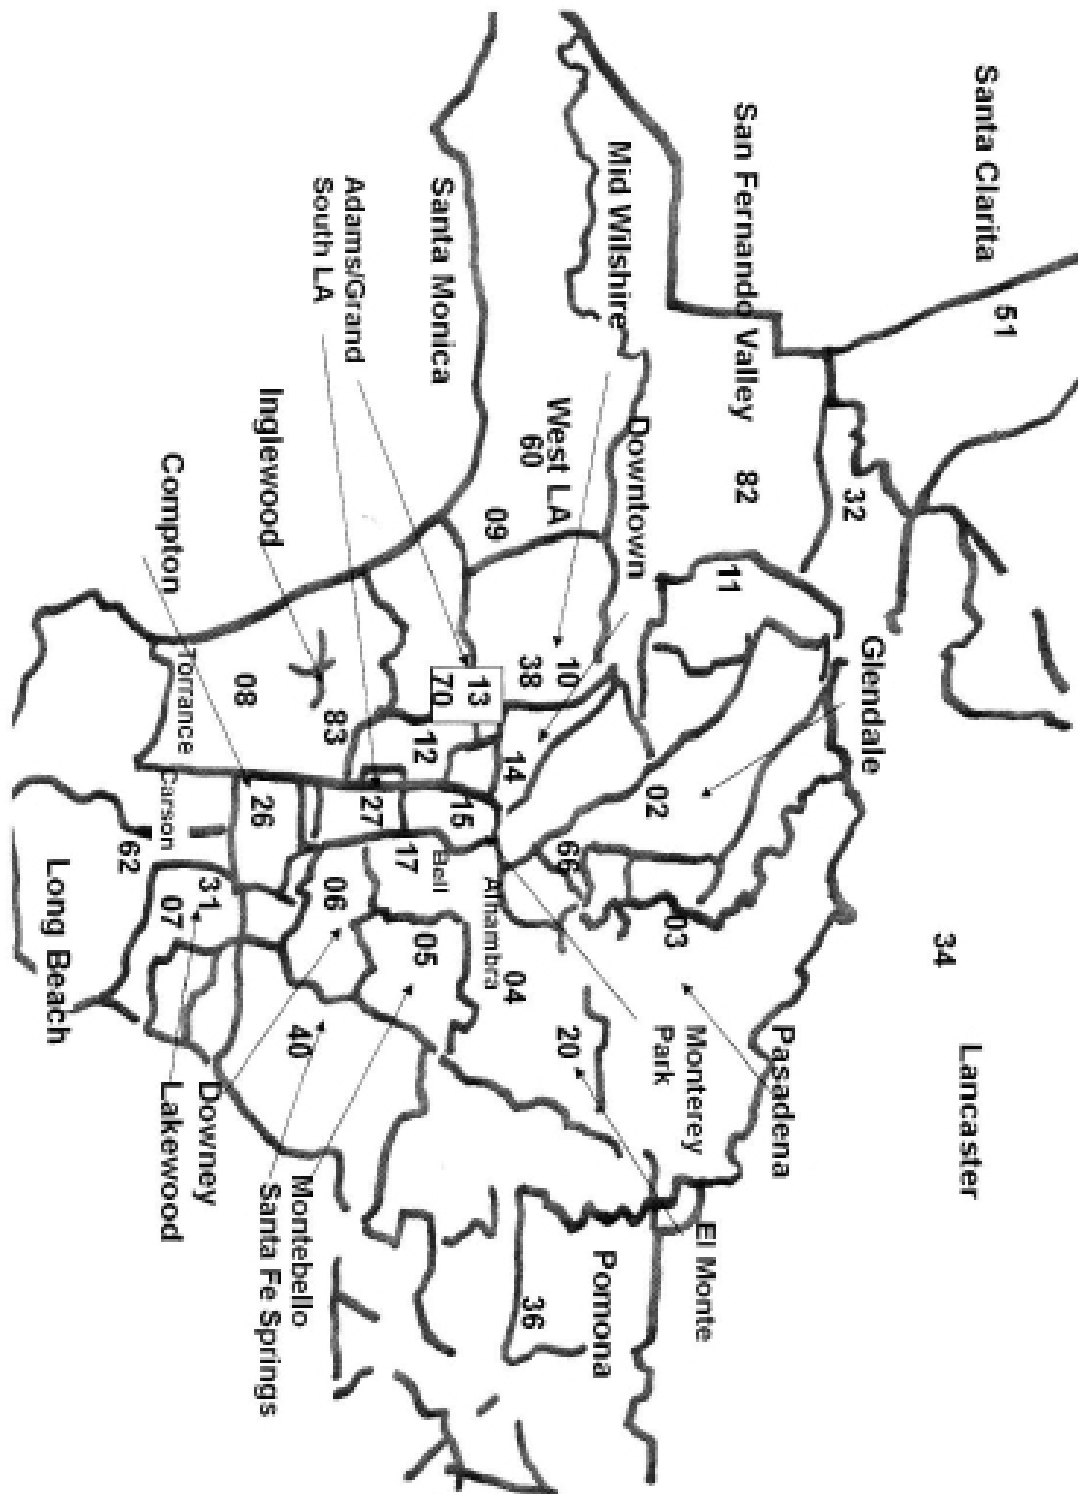 Santa Clarita
51
34
Lancaster
Glendale
32
San Fernando Valley
82
Pasadena
11
Monterey
Park
El Monte
03
02
Downtown
Mid Wilshire
Pomona
66
10
20
West LA
60
38
36
14
04
09
Alhambra
13
70
15
Bell
Santa Monica
12
05
17
27
Adams/Grand
South LA
83
06
40
Montebello
Santa Fe Springs
Inglewood
26
08
31
Downey
Lakewood
Torrance
Carson
07
Compton
62
Long Beach